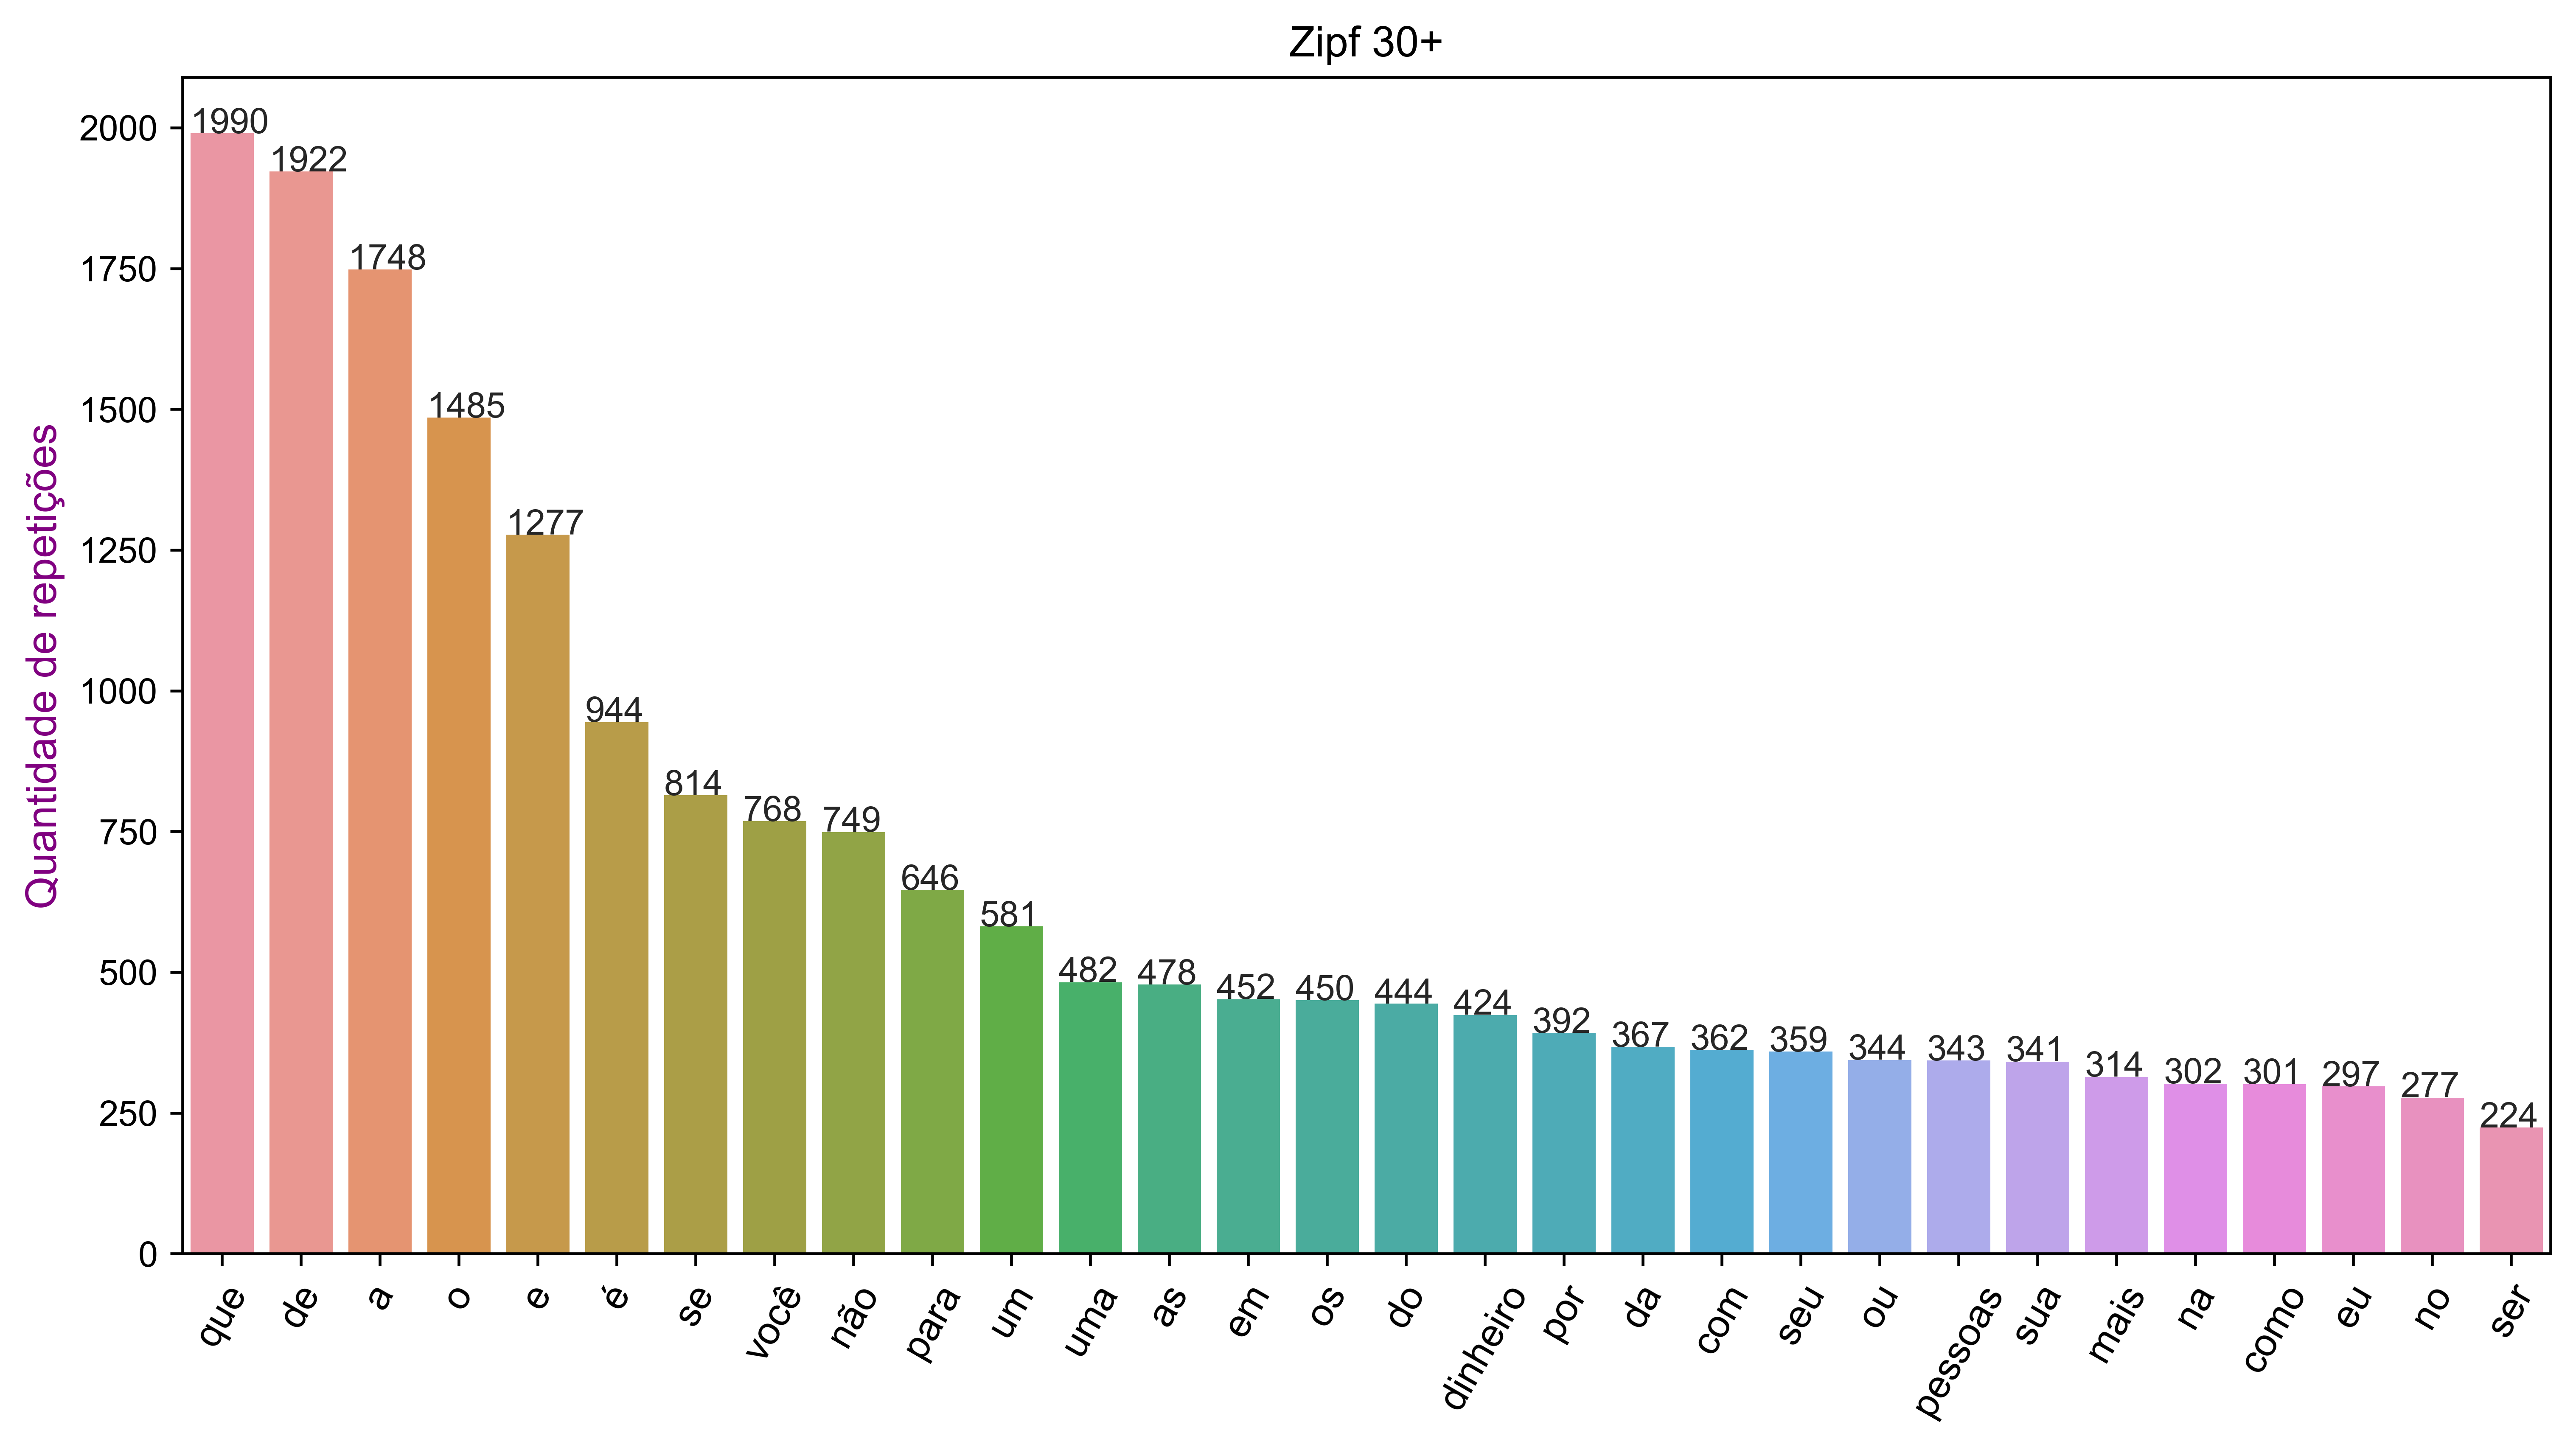 Zipf 30+
Quantidade de repetições
2000
1750
1500
1250
1000
750
500
250
0
1990
1922
1748
1485
1277
944
814
768
749
646
581
482
478
452
450
444
424
392
367
362
359
344
343
341
314
302
301
297
277
224
que
de
a
o
e
é
se
você
não
para
um
uma
as
em
os
do
dinheiro
por
da
com
seu
ou
pessoas
sua
mais
na
como
eu
no
ser